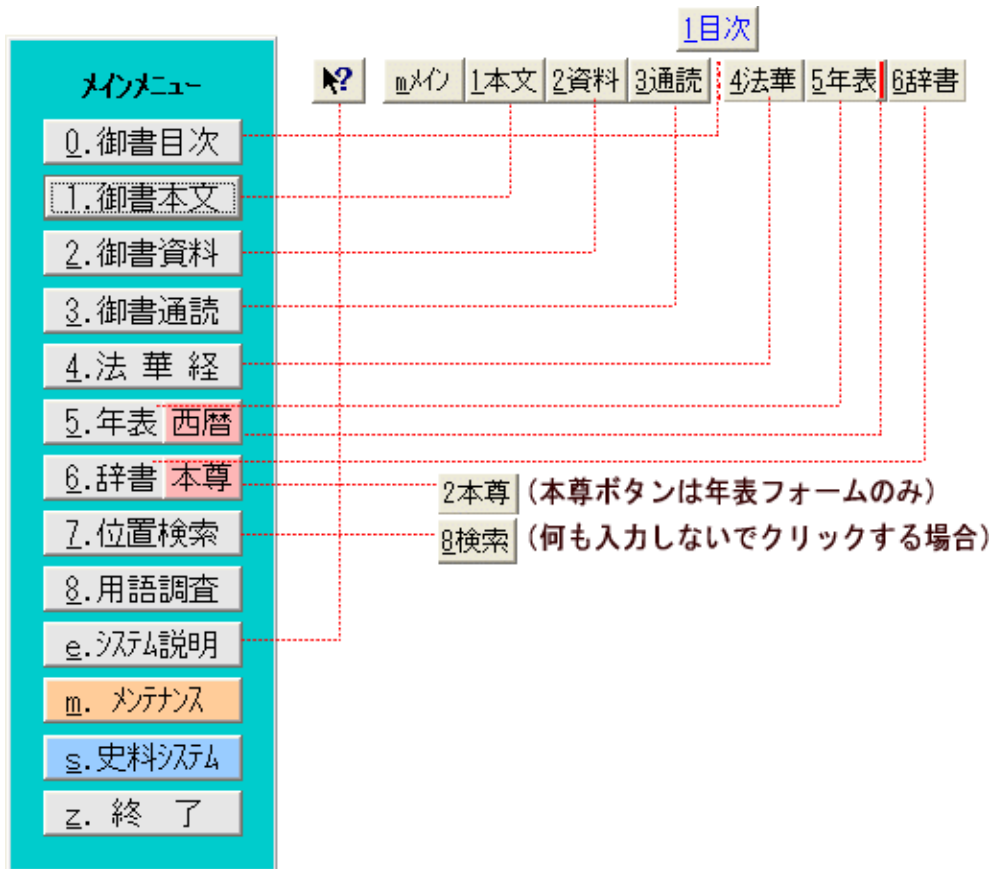 1目次
mﾒｲﾝ 1本文 2資料 3通読 4法華 5年表 6辞書
?
ﾒｲﾝﾒﾆｭｰ
0.御書目次
1.御書本文
2.御書資料
3.御書通読
4.法 華 経
5.年表 西暦
6.辞書 本尊
2本尊 (本尊ボタンは年表フォームのみ)
7.位置検索
8検索 (何も入力しないでクリックする場合)
8.用語調査
e.ｼｽﾃﾑ説明
m. ﾒﾝﾃﾅﾝｽ
s.史料ｼｽﾃﾑ
z. 終 了